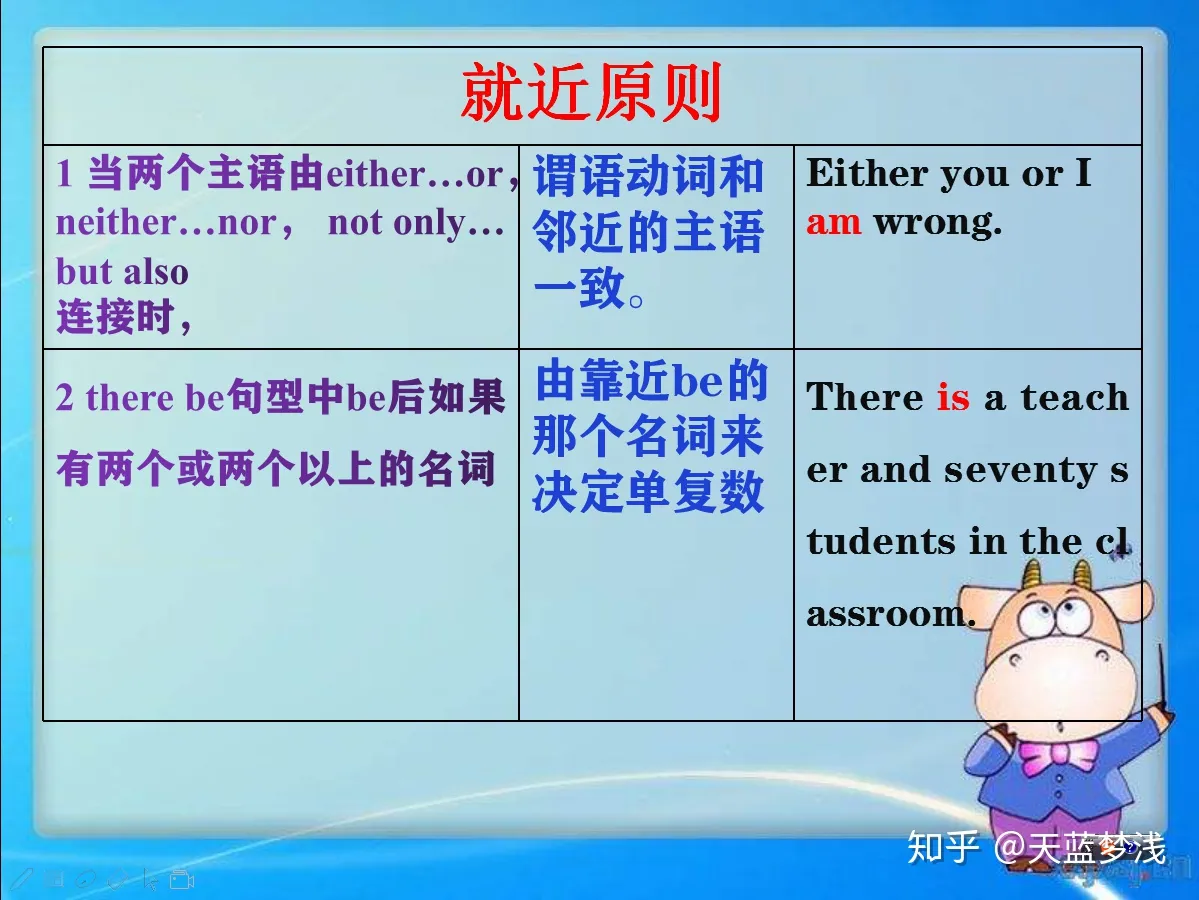 就近原则
1 当两个主语由either…or，
neither…nor， not only…
but also
连接时，
谓语动词和
邻近的主语
一致。
Either you or I
am wrong.
2 there be句型中be后如果
有两个或两个以上的名词
由靠近be的
那个名词来
决定单复数
There is a teach
er and seventy s
tudents in the cl
assroom.
知乎 @天蓝梦浅